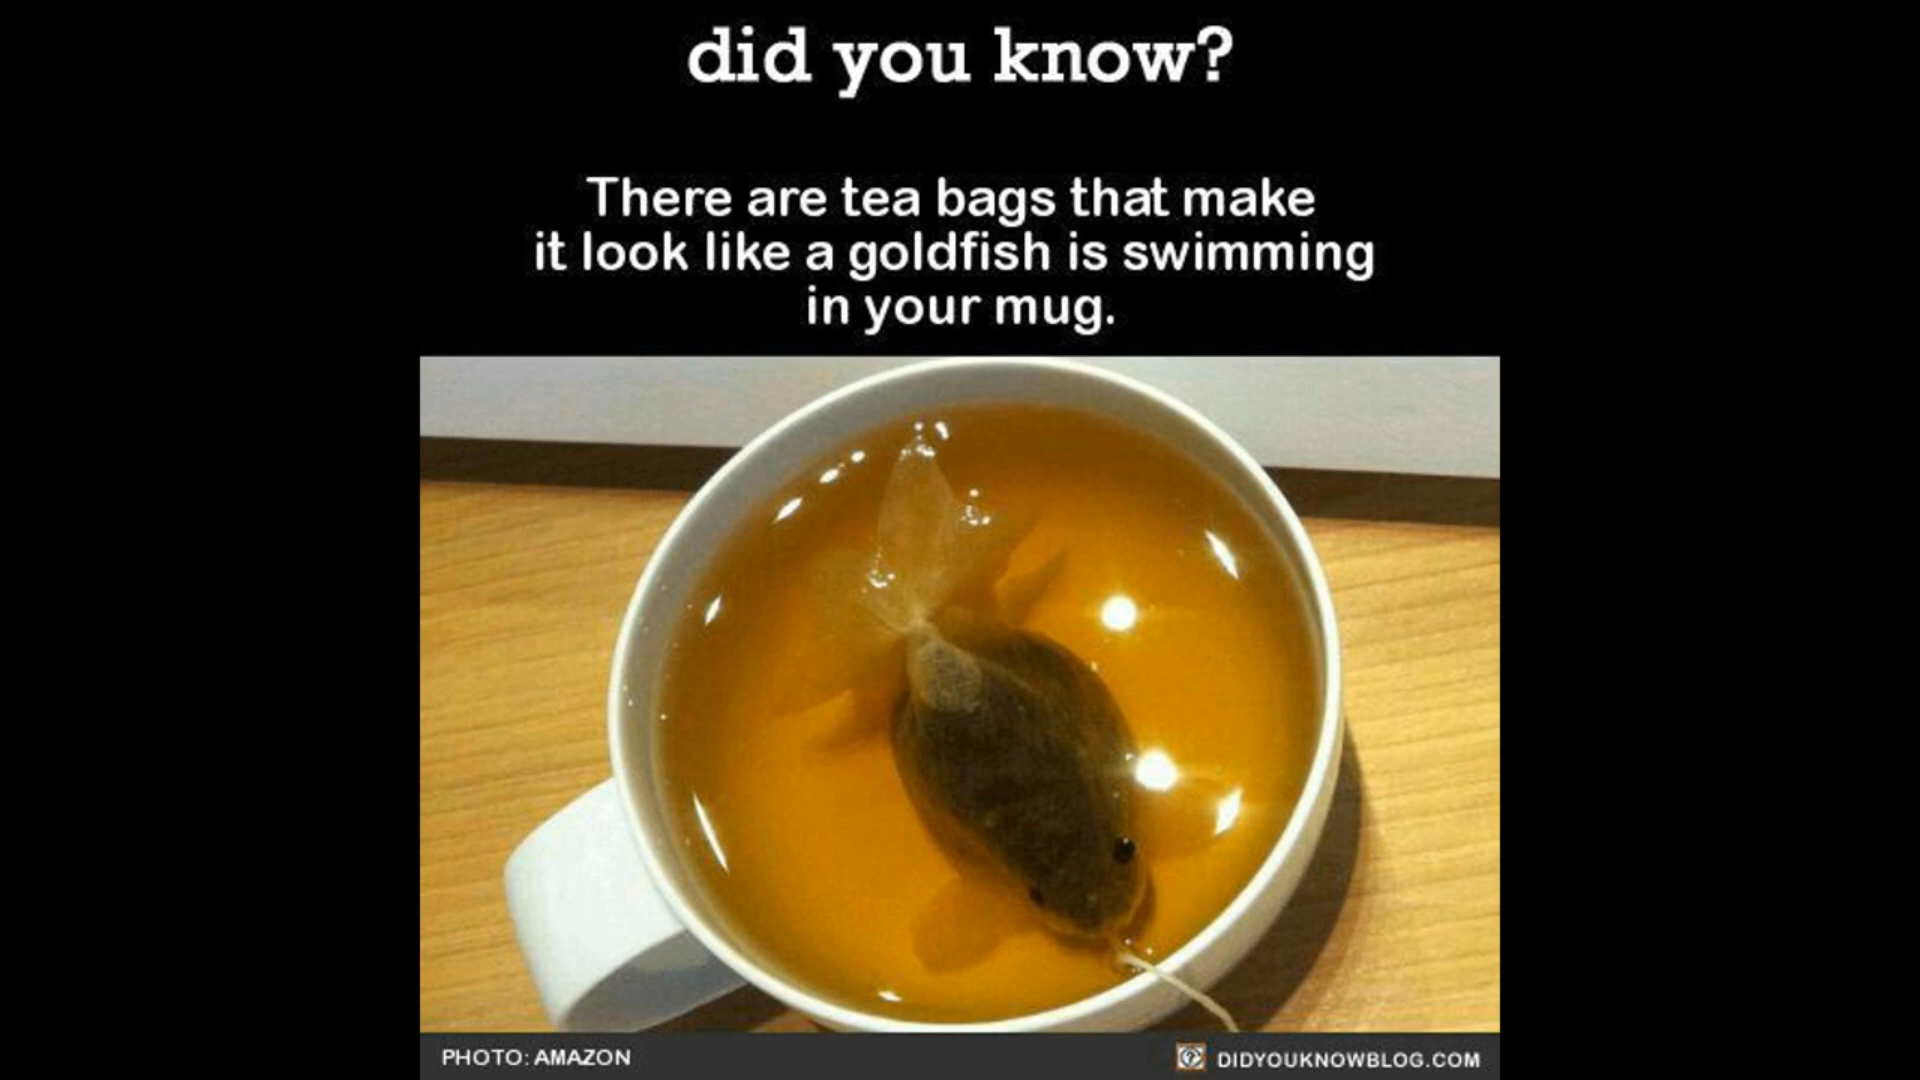 did you know?
There are tea bags that make
it look like a goldfish is swimming
in your mug.
PHOTO: AMAZON
DIDYOUKNOWBLOG.COM